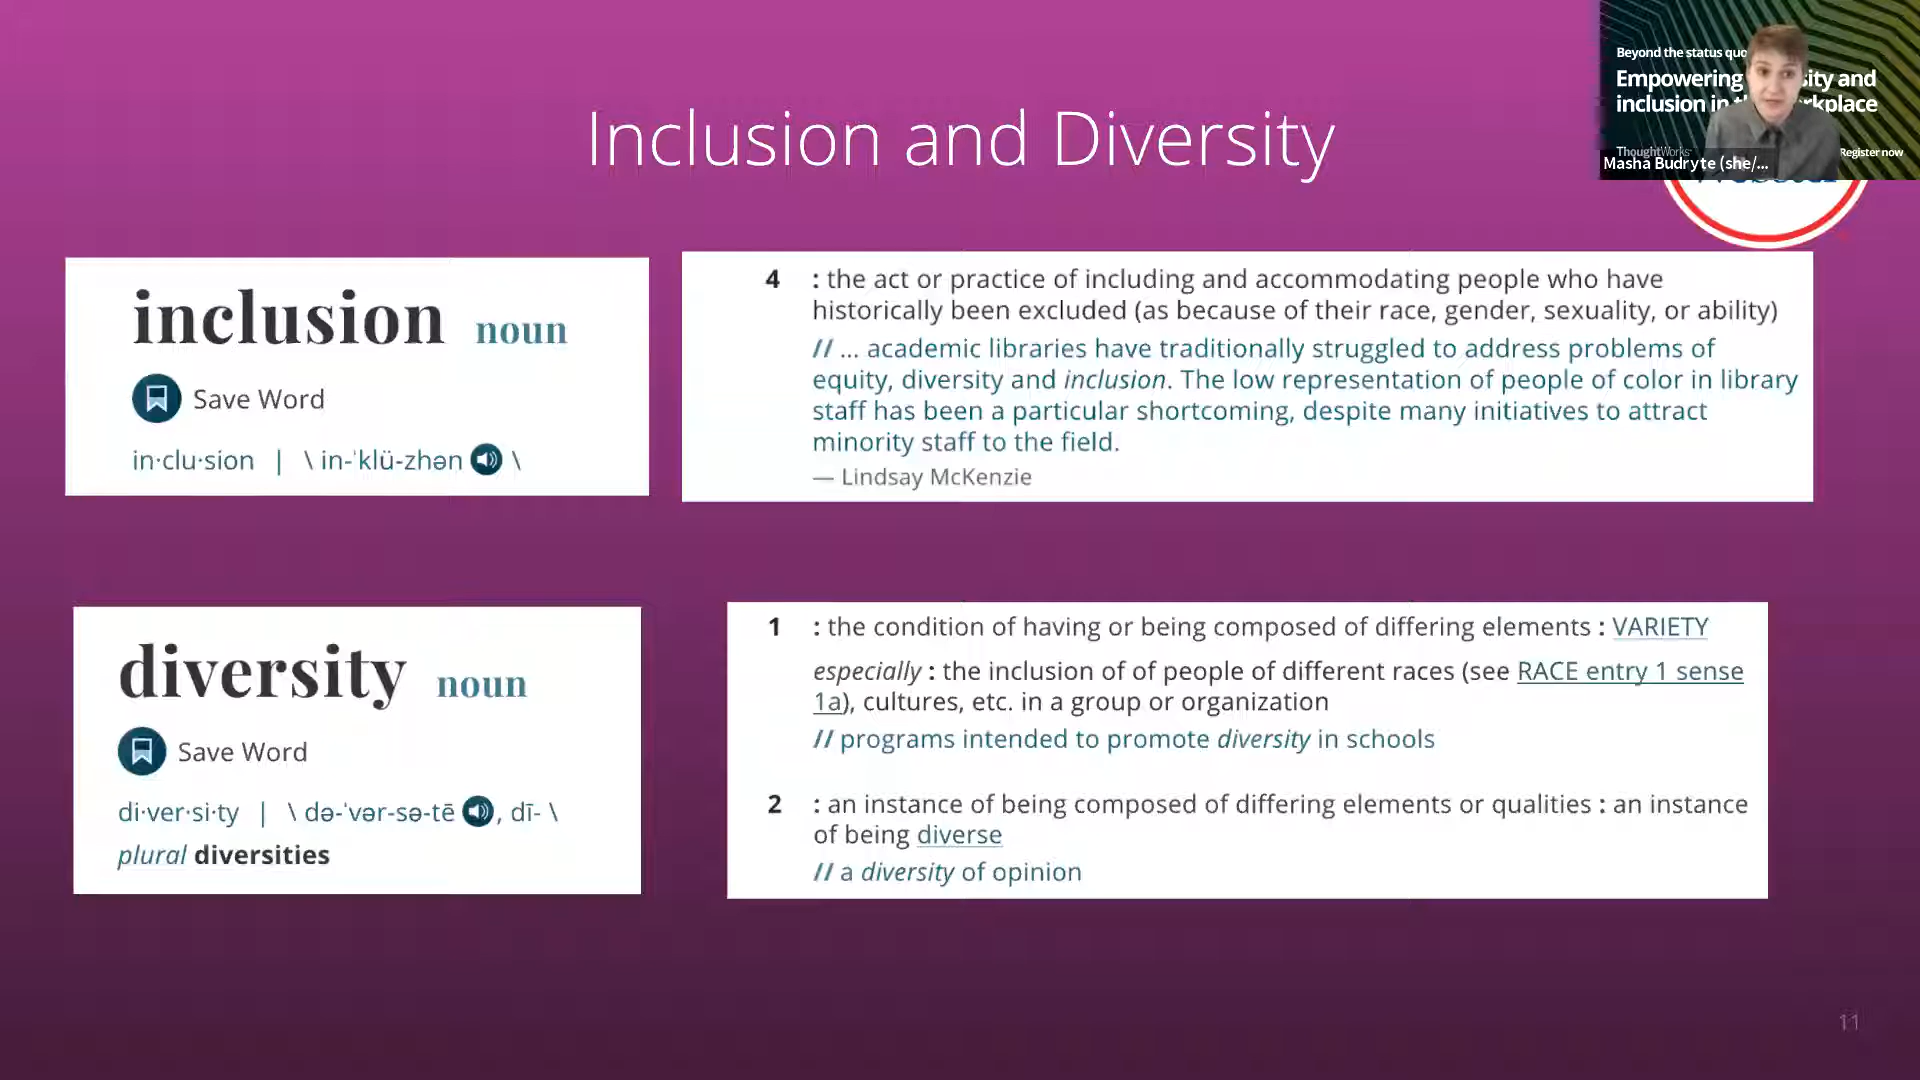 Beyond the status quo
Empowering
inclusion in
ThoughtWorks
Register now
Masha Budryte (she/...
Inclusion and Diversity
inclusion noun
Save Word
in·clu·sion | \ in-ˈklü-zhən \
4 : the act or practice of including and accommodating people who have
historically been excluded (as because of their race, gender, sexuality, or ability)
// ... academic libraries have traditionally struggled to address problems of
equity, diversity and inclusion. The low representation of people of color in library
staff has been a particular shortcoming, despite many initiatives to attract
minority staff to the field.
— Lindsay McKenzie
diversity noun
Save Word
di·ver·si·ty | \ də-ˈvər-sə-tē , dī- \
plural diversities
1 : the condition of having or being composed of differing elements : VARIETY
especially : the inclusion of of people of different races (see RACE entry 1 sense
1a), cultures, etc. in a group or organization
// programs intended to promote diversity in schools
2 : an instance of being composed of differing elements or qualities : an instance
of being diverse
// a diversity of opinion
11